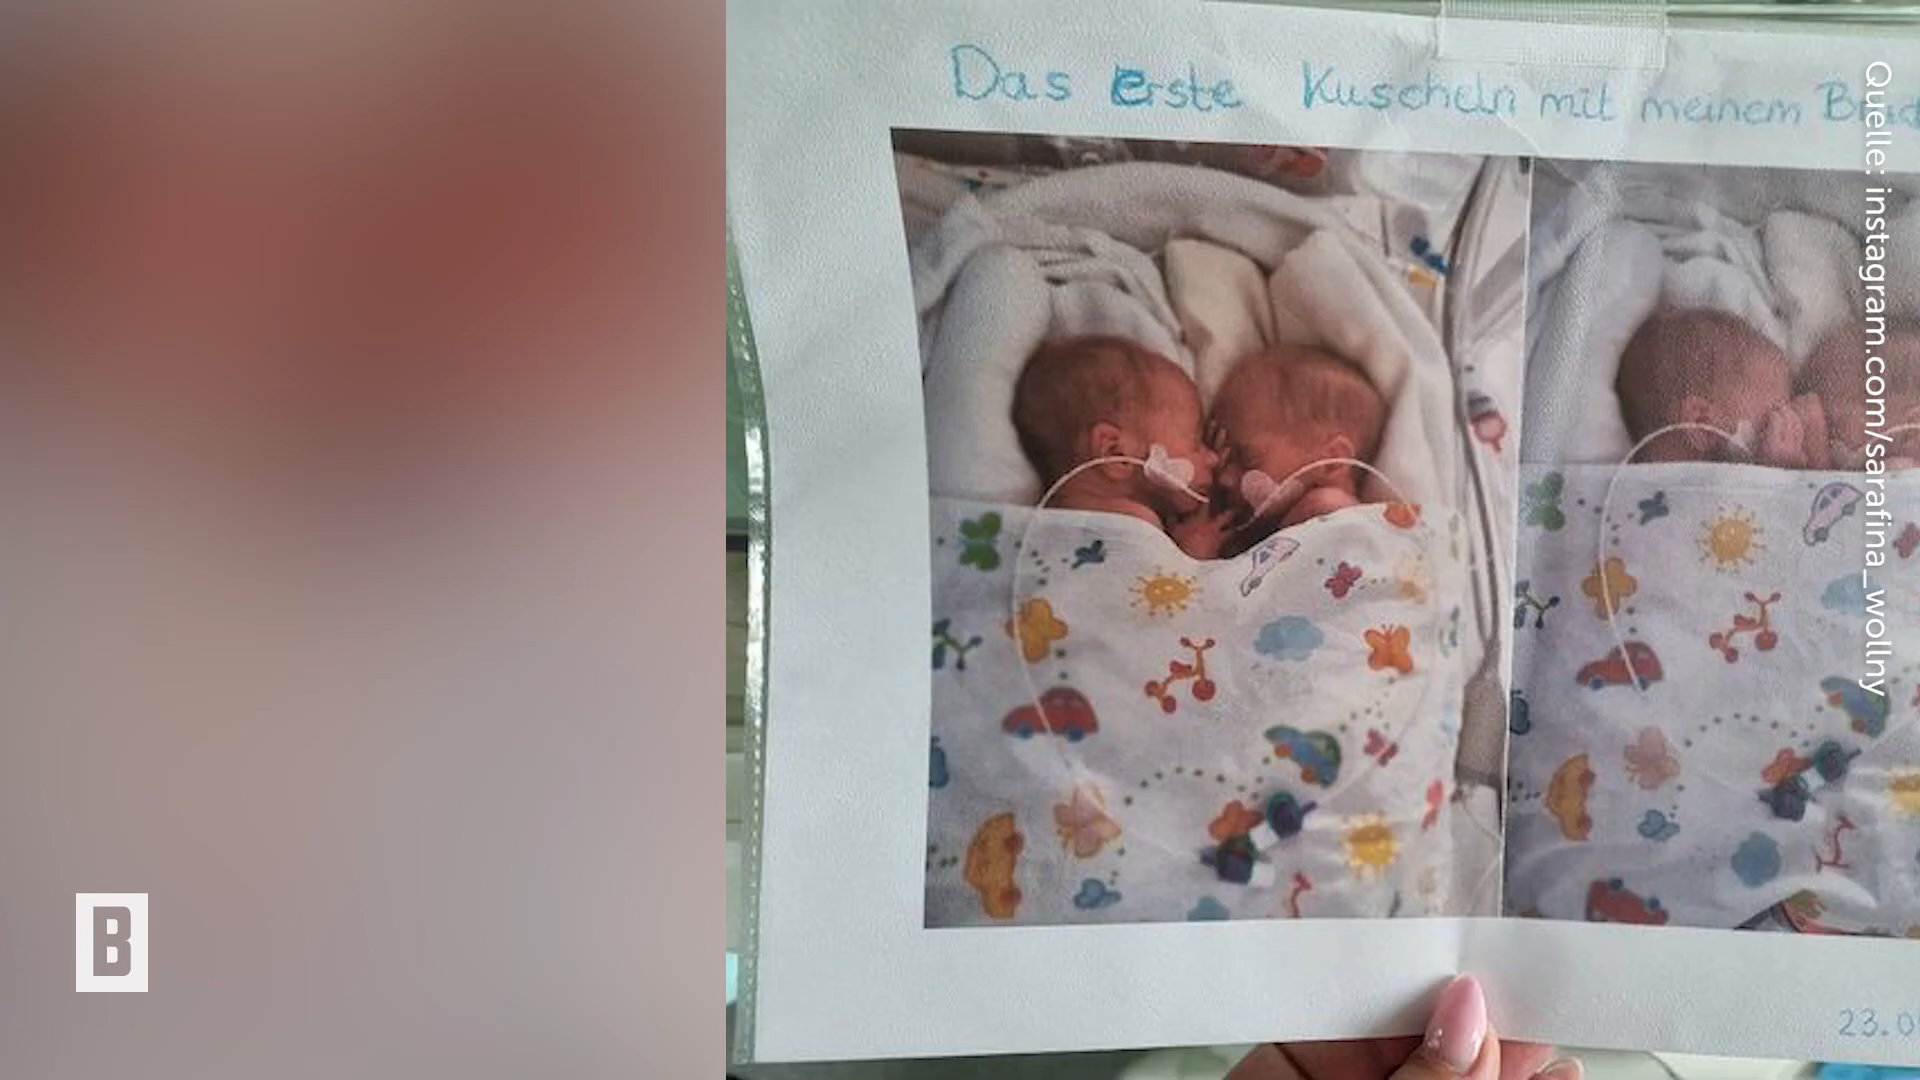 Das erste Kuscheln mit meinem
Quelle: instagram.com/sarafina_wollny
B
23.0